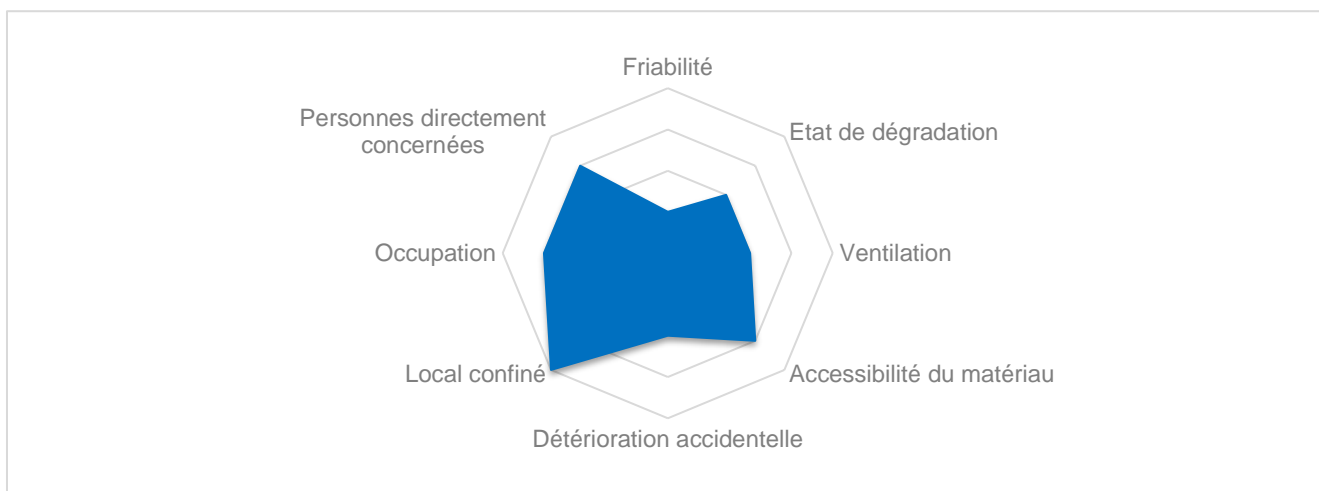 Friabilité
Personnes directement
concernées
Etat de dégradation
Occupation
Ventilation
Local confiné
Accessibilité du matériau
Détérioration accidentelle